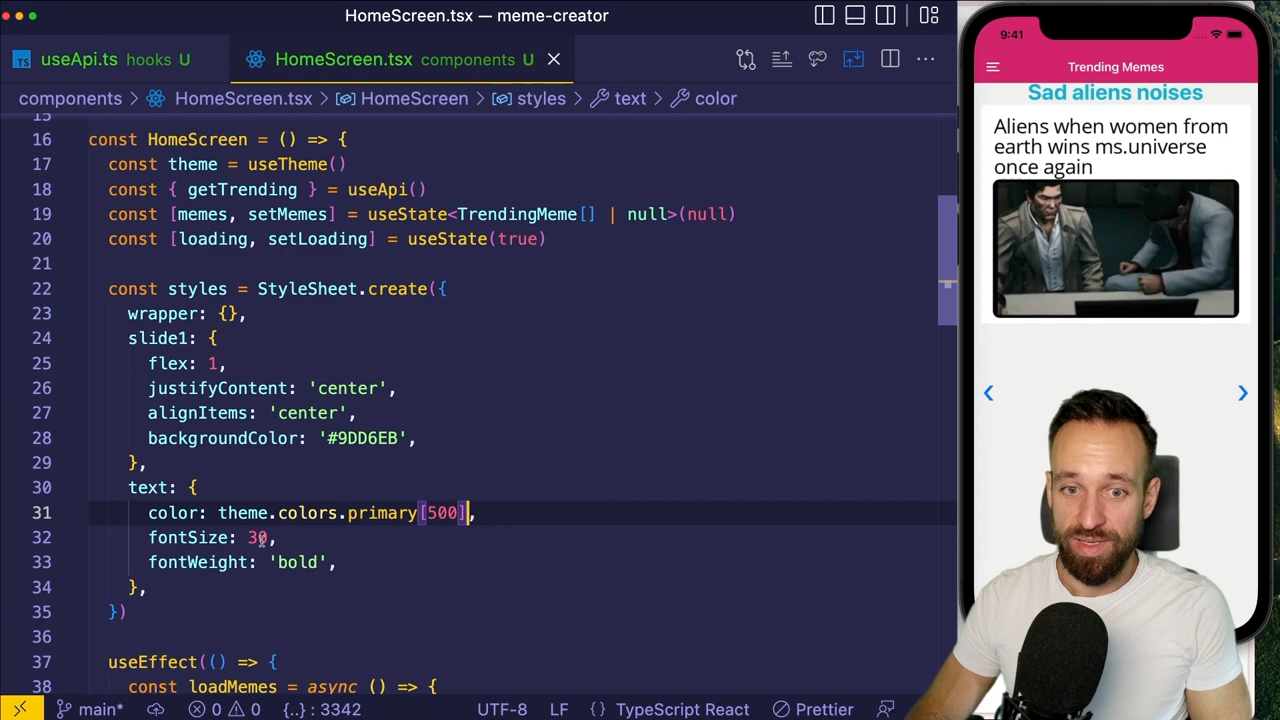 HomeScreen.tsx — meme-creator
TS useApi.ts hooks U
HomeScreen.tsx components U
components > HomeScreen.tsx > HomeScreen > styles > text > color
15
16 const HomeScreen = () => {
17 const theme = useTheme()
18 const { getTrending } = useApi()
19 const [memes, setMemes] = useState<TrendingMeme[] | null>(null)
20 const [loading, setLoading] = useState(true)
21
22 const styles = StyleSheet.create({
23 wrapper: {},
24 slide1: {
25 flex: 1,
26 justifyContent: 'center',
27 alignItems: 'center',
28 backgroundColor: '#9DD6EB',
29 },
30 text: {
31 color: theme.colors.primary[500],
32 fontSize: 30,
33 fontWeight: 'bold',
34 },
35 })
36
37 useEffect(() => {
38 const loadMemes = async () => {
main* 0 0 {..} : 3342 UTF-8 LF {} TypeScript React Prettier
9:41
Trending Memes
Sad aliens noises
Aliens when women from
earth wins ms.universe
once again